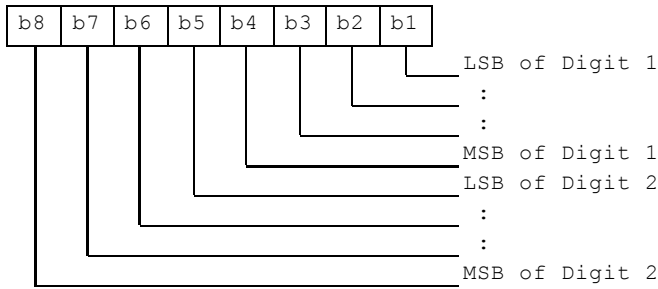 b8 b7 b6 b5 b4 b3 b2 b1
LSB of Digit 1
:
:
MSB of Digit 1
LSB of Digit 2
:
:
MSB of Digit 2